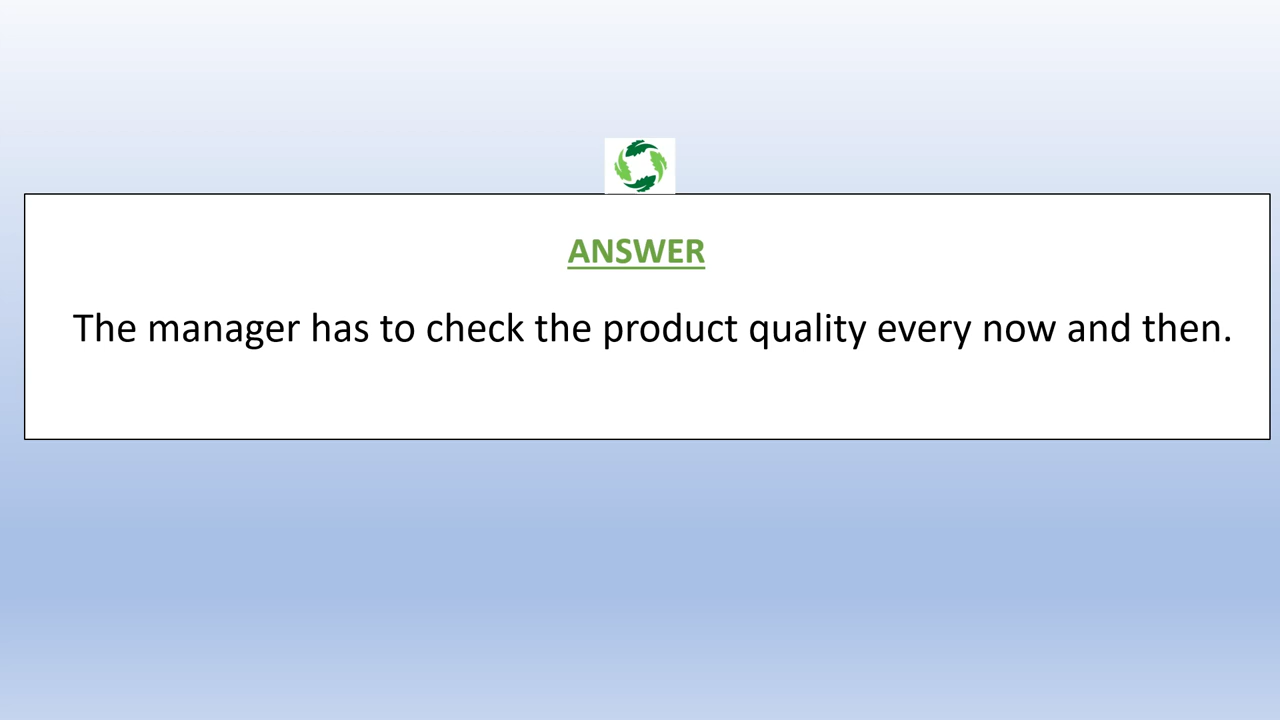 ANSWER
The manager has to check the product quality every now and then.